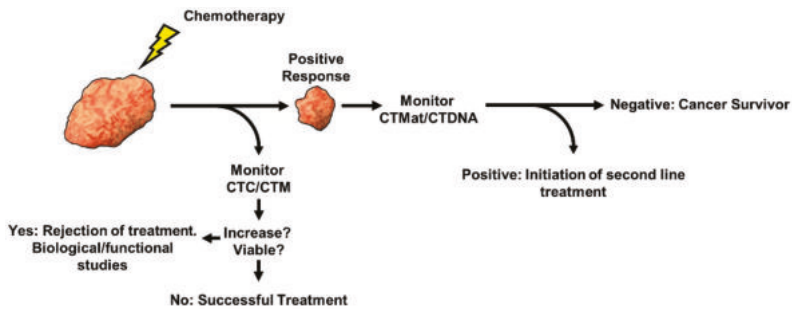 Chemotherapy
Positive
Response
Monitor
CTMat/CTDNA
Negative: Cancer Survivor
Positive: Initiation of second line
treatment
Monitor
CTC/CTM
Yes: Rejection of treatment.
Biological/functional
studies
Increase?
Viable?
No: Successful Treatment